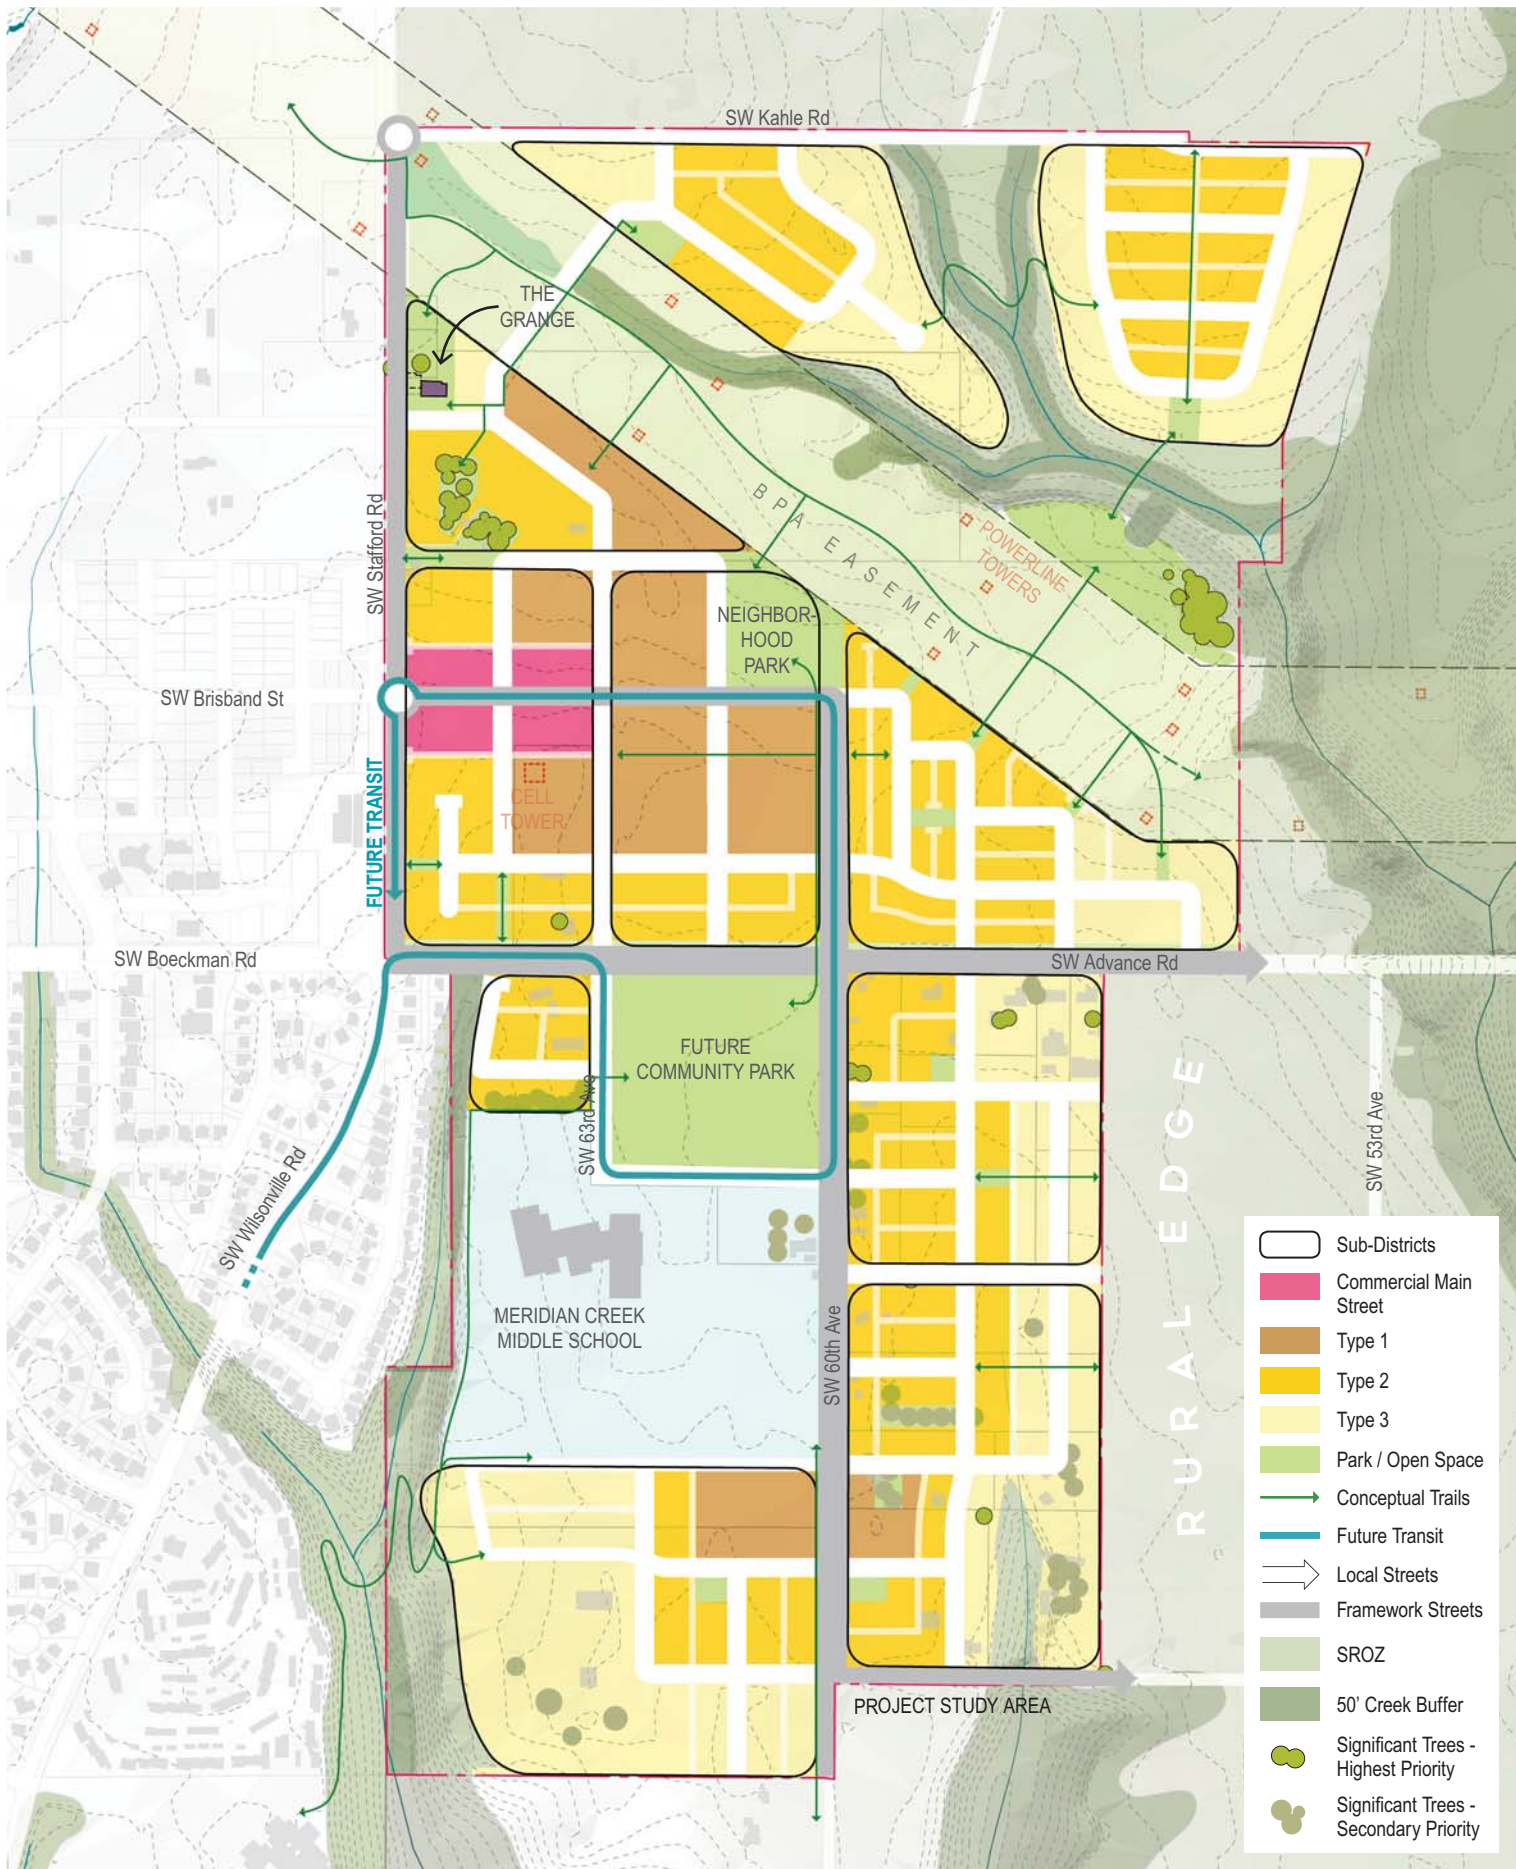 SW Kahle Rd
THE
GRANGE
SW Stafford Rd
BPA EASEMENT
POWERLINE
TOWERS
NEIGHBOR-
HOOD
PARK
SW Brisband St
FUTURE TRANSIT
CELL
TOWER
SW Boeckman Rd
SW Advance Rd
FUTURE
COMMUNITY PARK
SW 63rd Ave
SW Wilsonville Rd
MERIDIAN CREEK
MIDDLE SCHOOL
SW 60th Ave
RURAL EDGE
SW 53rd Ave
PROJECT STUDY AREA
Sub-Districts
Commercial Main
Street
Type 1
Type 2
Type 3
Park / Open Space
Conceptual Trails
Future Transit
Local Streets
Framework Streets
SROZ
50' Creek Buffer
Significant Trees -
Highest Priority
Significant Trees -
Secondary Priority